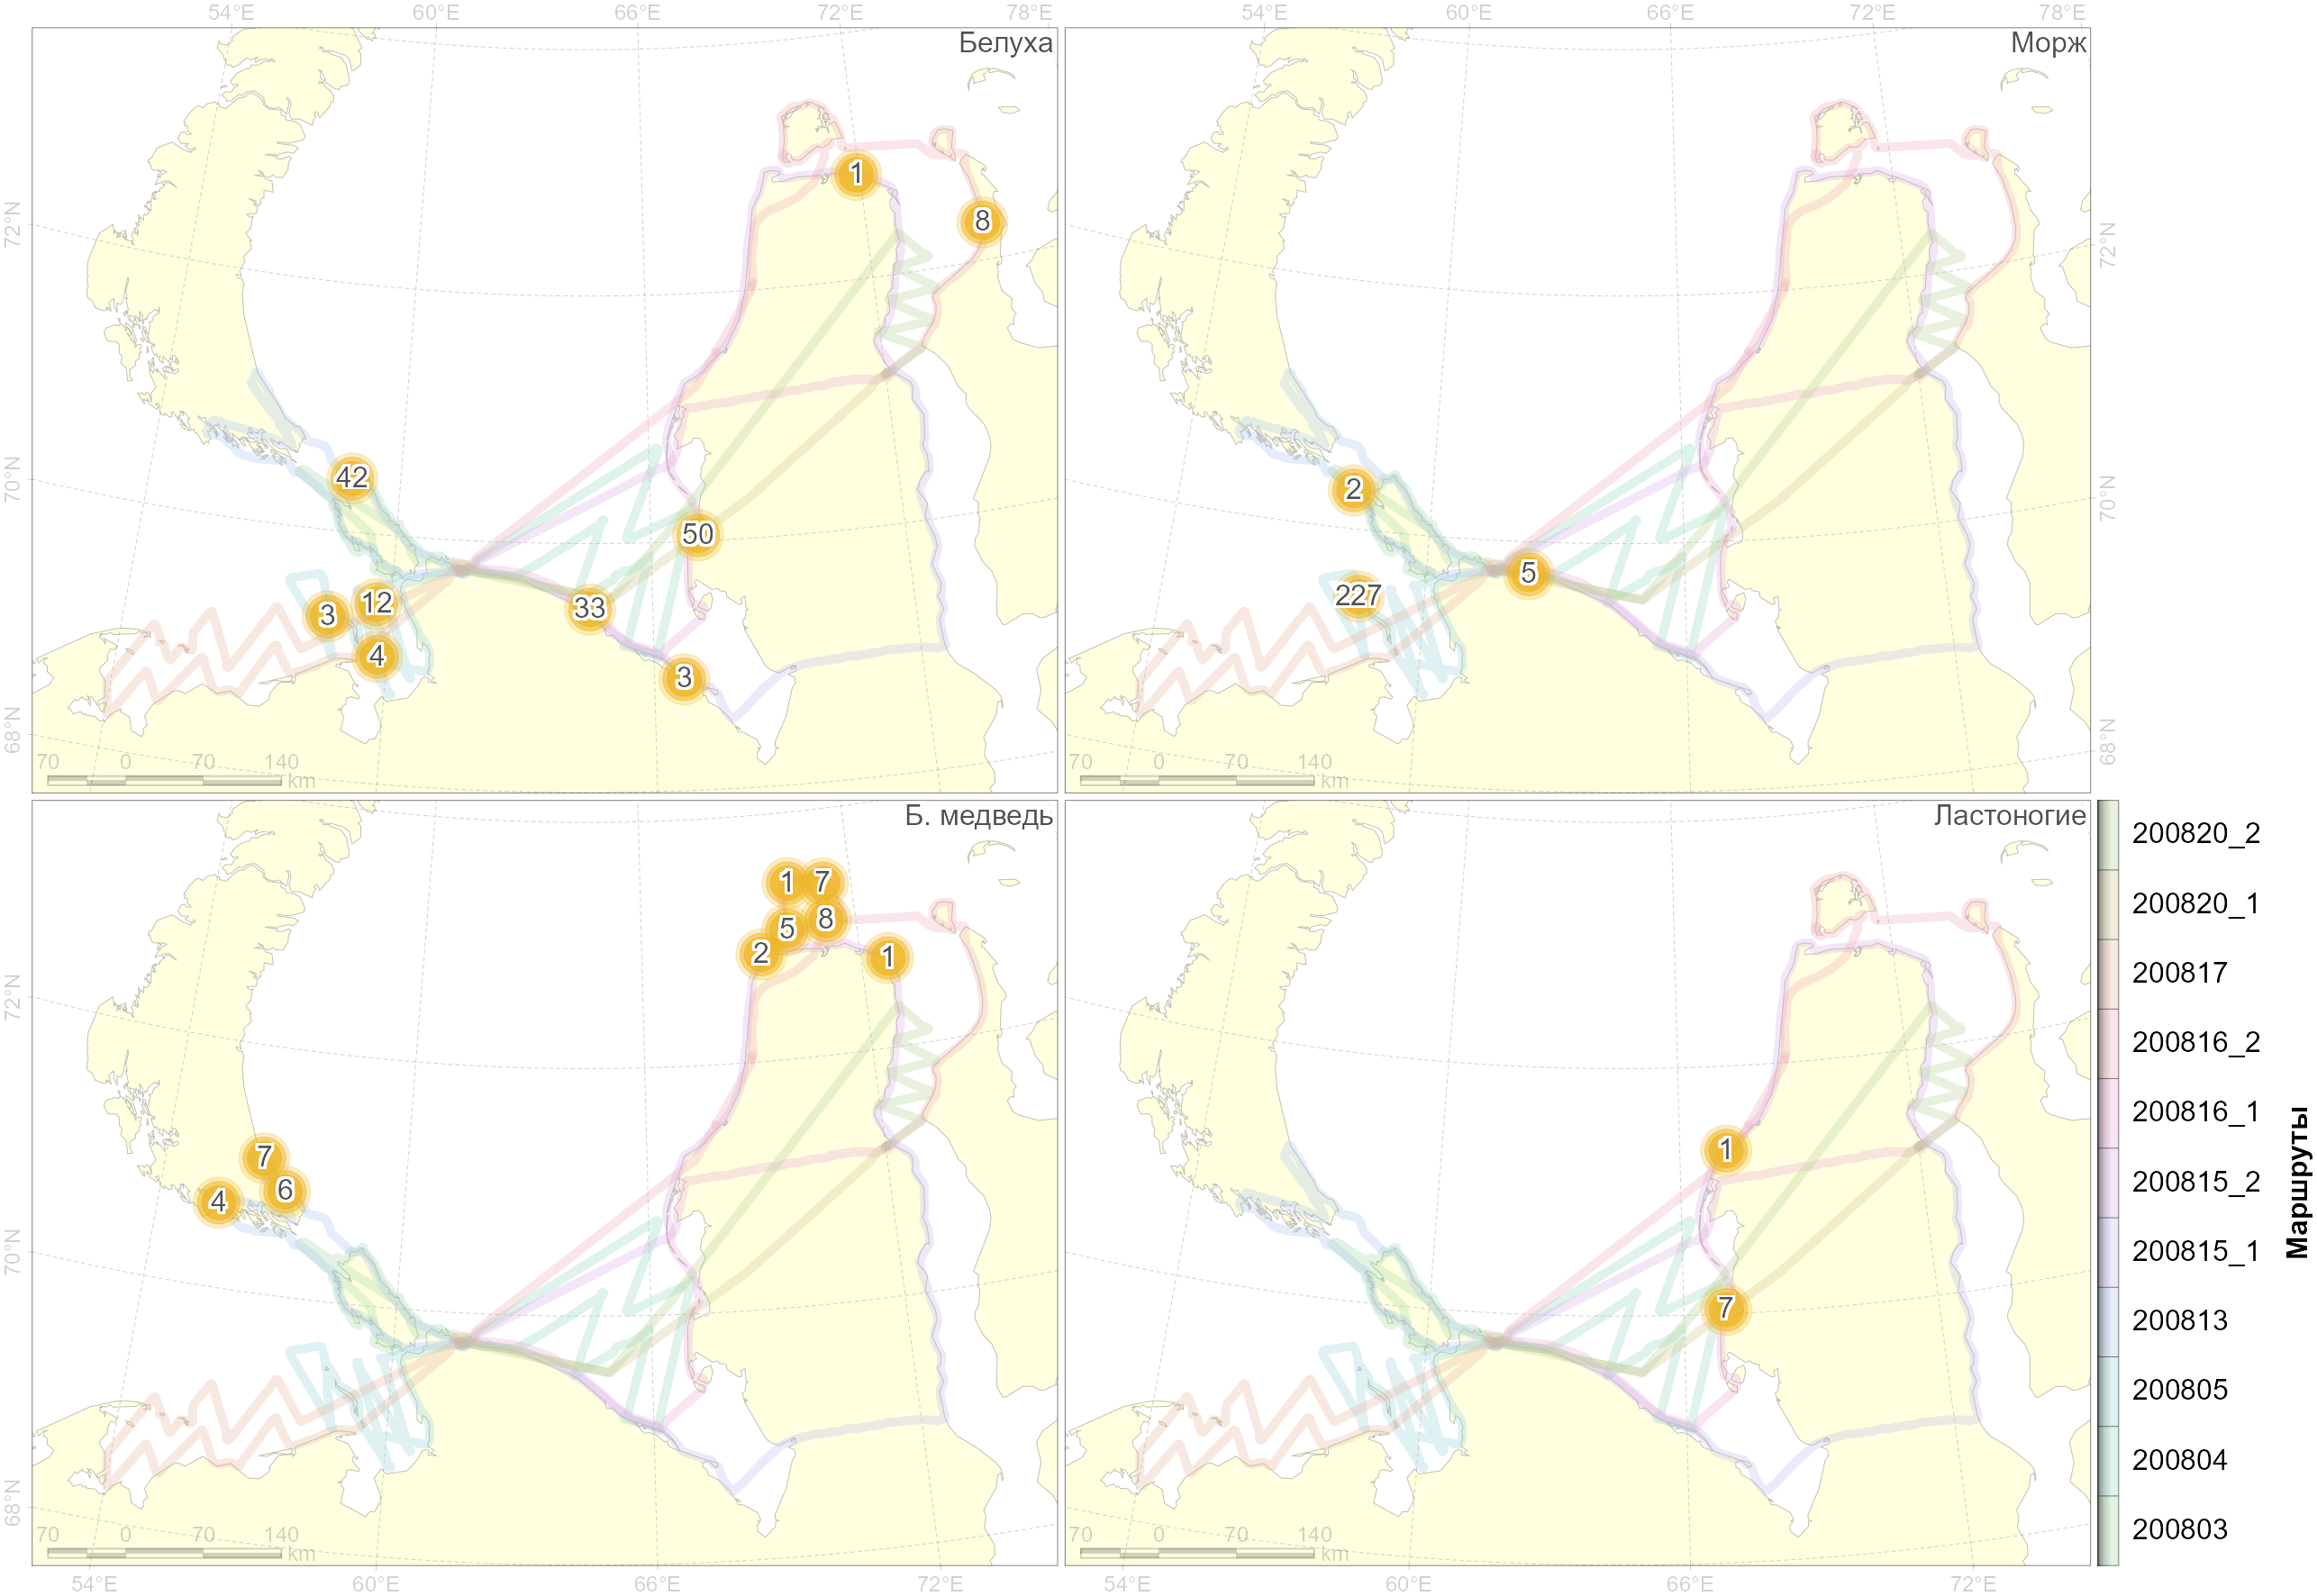 54°E 60°E 66°E 72°E 78°E 54°E 60°E 66°E 72°E 78°E
Белуха
Морж
1
8
72°N
72°N
42
2
70°N
70°N
50
5
3
12
33
227
4
3
68°N
68°N
70 0 70 140 km
70 0 70 140 km
Б. медведь
Ластоногие
1
7
5
8
2
1
72°N
7
6
4
1
70°N
7
68°N
70 0 70 140 km
70 0 70 140 km
54°E 60°E 66°E 72°E 54°E 60°E 66°E 72°E
200820_2
200820_1
200817
200816_2
200816_1
200815_2
200815_1
200813
200805
200804
200803
Маршруты